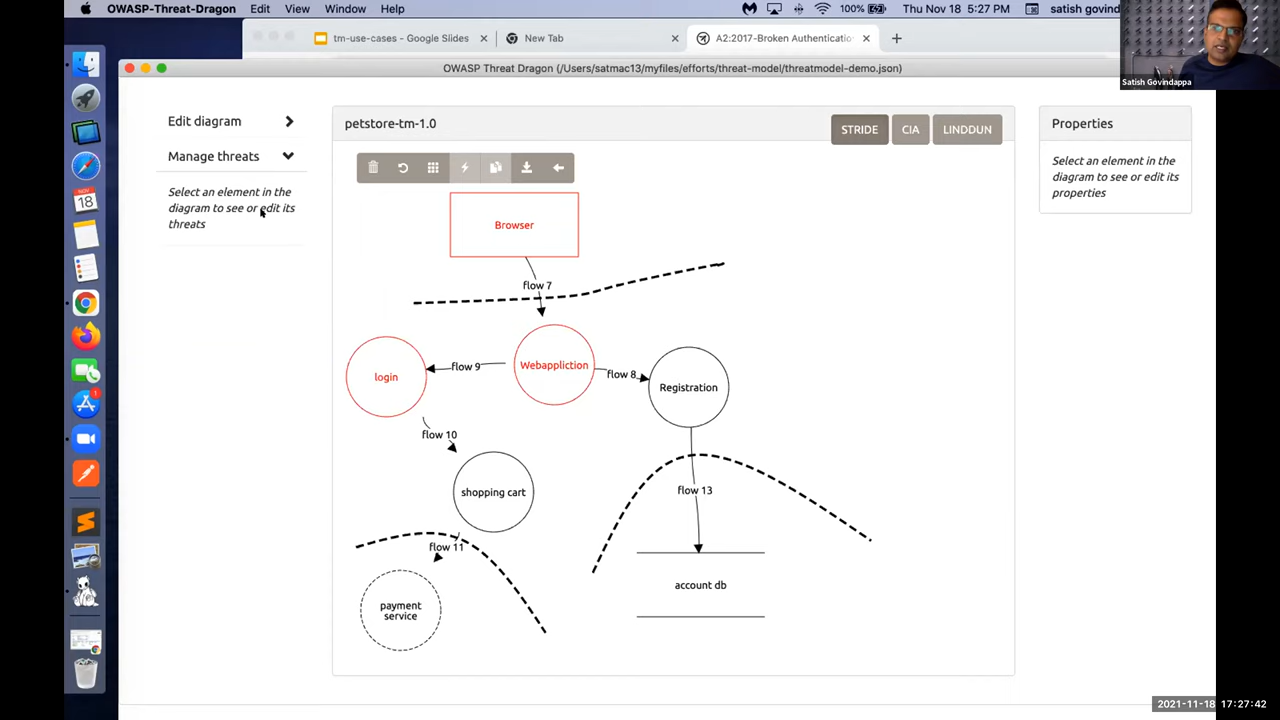 OWASP-Threat-Dragon Edit View Window Help 100% Thu Nov 18 5:27 PM satish govind
tm-use-cases - Google Slides New Tab A2:2017-Broken Authentication
OWASP Threat Dragon (/Users/satmac13/myfiles/efforts/threat-model/threatmodel-demo.json)
Satish Govindappa
Edit diagram
Manage threats
Select an element in the
diagram to see or edit its
threats
petstore-tm-1.0
STRIDE CIA LINDDUN
Properties
Select an element in the
diagram to see or edit its
properties
Browser
flow 7
login
flow 9
Webappliction
flow 8
Registration
flow 10
shopping cart
flow 13
flow 11
payment
service
account db
NOV
18
1
2021-11-18 17:27:42